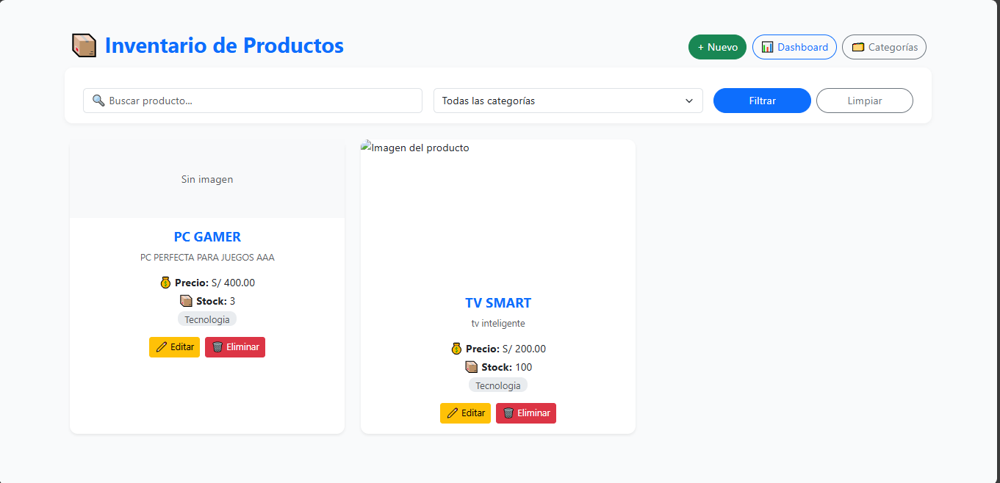 Inventario de Productos
+ Nuevo
Dashboard
Categorías
Buscar producto...
Todas las categorías
Filtrar
Limpiar
Sin imagen
PC GAMER
PC PERFECTA PARA JUEGOS AAA
Precio: S/ 400.00
Stock: 3
Tecnologia
Editar
Eliminar
Imagen del producto
TV SMART
tv inteligente
Precio: S/ 200.00
Stock: 100
Tecnologia
Editar
Eliminar